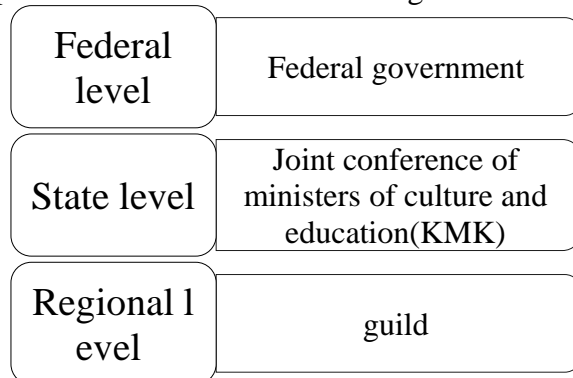 Federal
level
Federal government
State level
Joint conference of
ministers of culture and
education(KMK)
Regional l
evel
guild